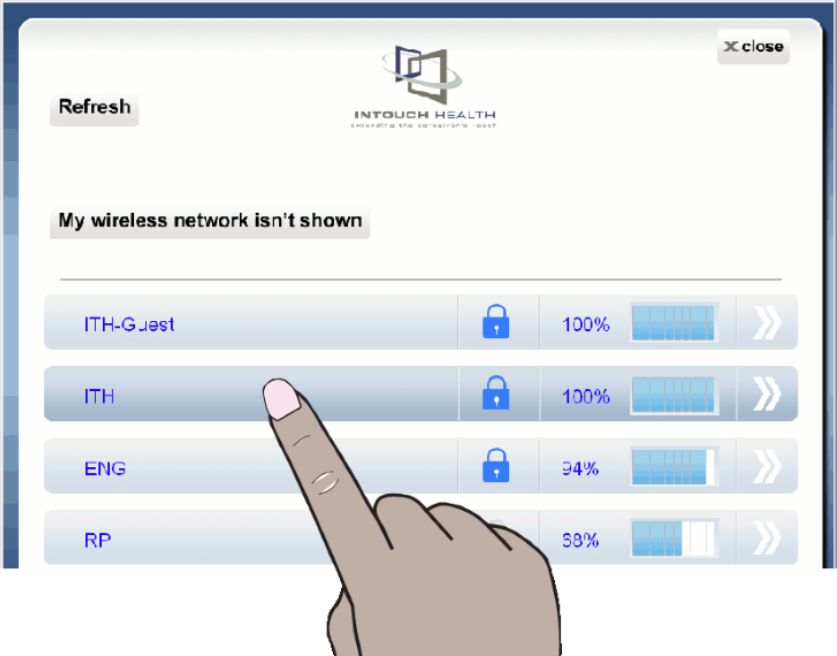 X close
Refresh
INTOUCH HEALTH
extending the caregiver's reach
My wireless network isn't shown
ITH-Guest 100%
ITH 100%
ENG 94%
RP 68%